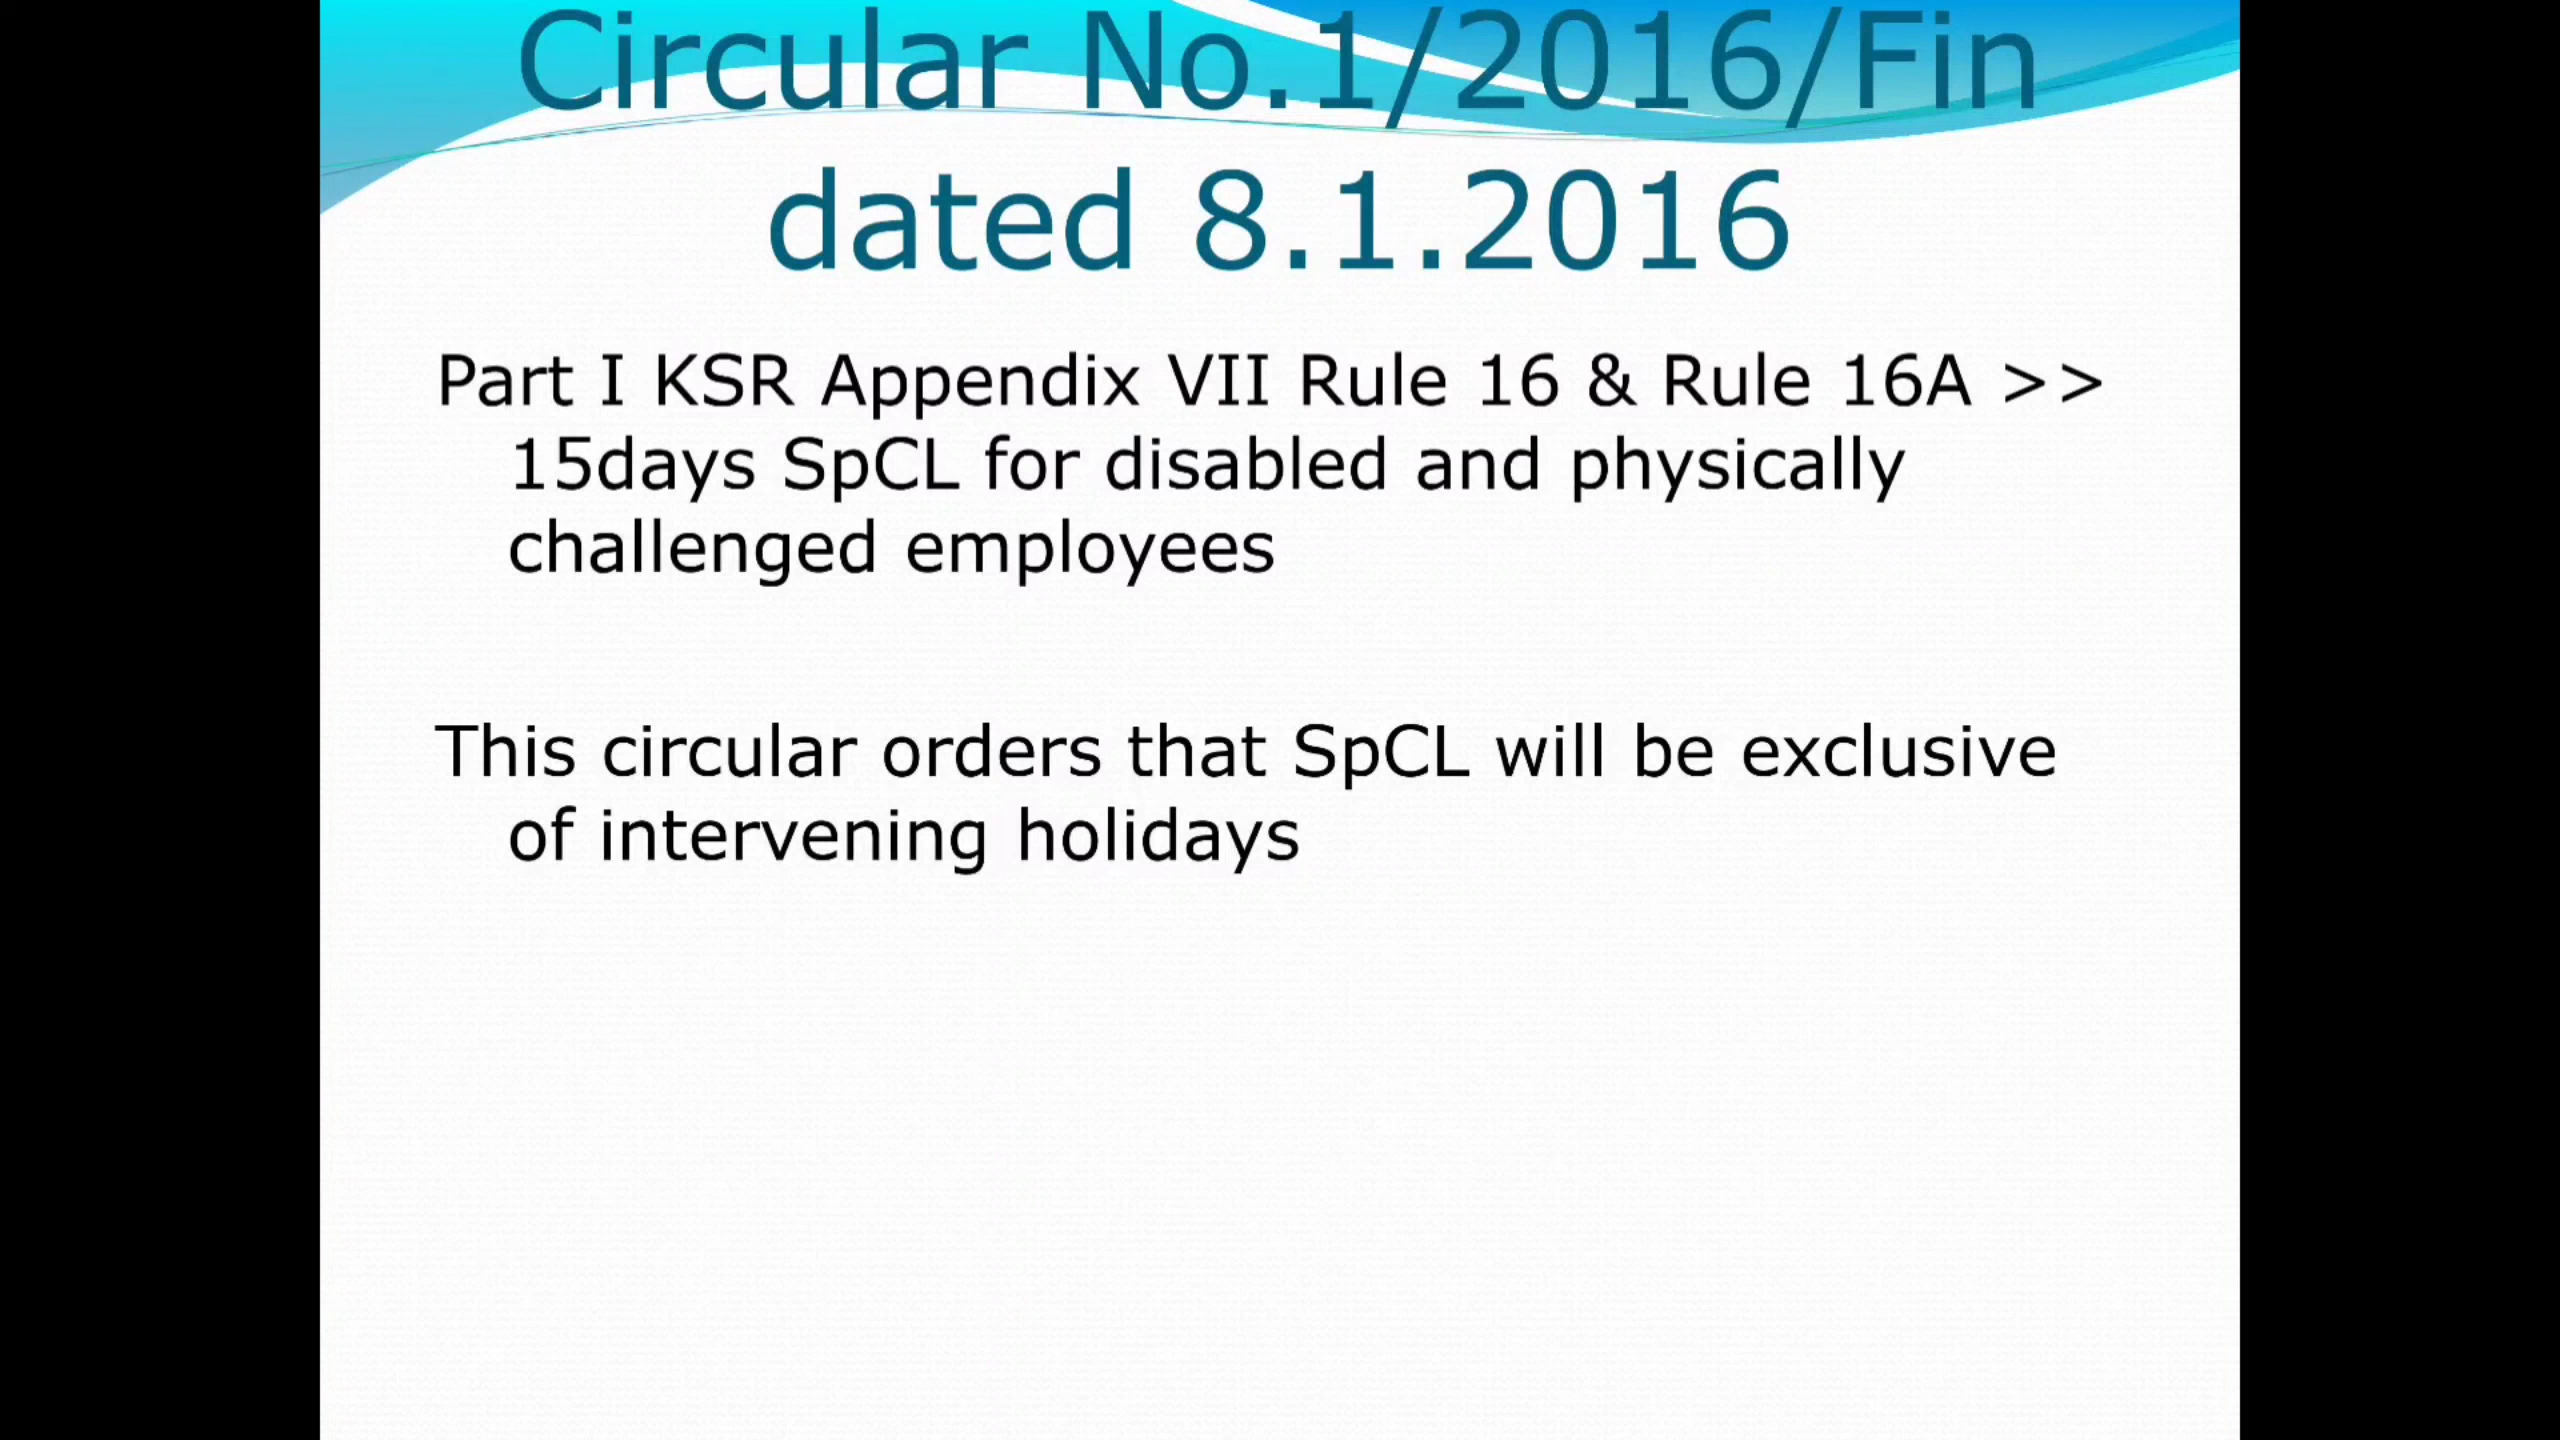 Circular No.1/2016/Fin
dated 8.1.2016
Part I KSR Appendix VII Rule 16 & Rule 16A >>
15days SpCL for disabled and physically
challenged employees
This circular orders that SpCL will be exclusive
of intervening holidays